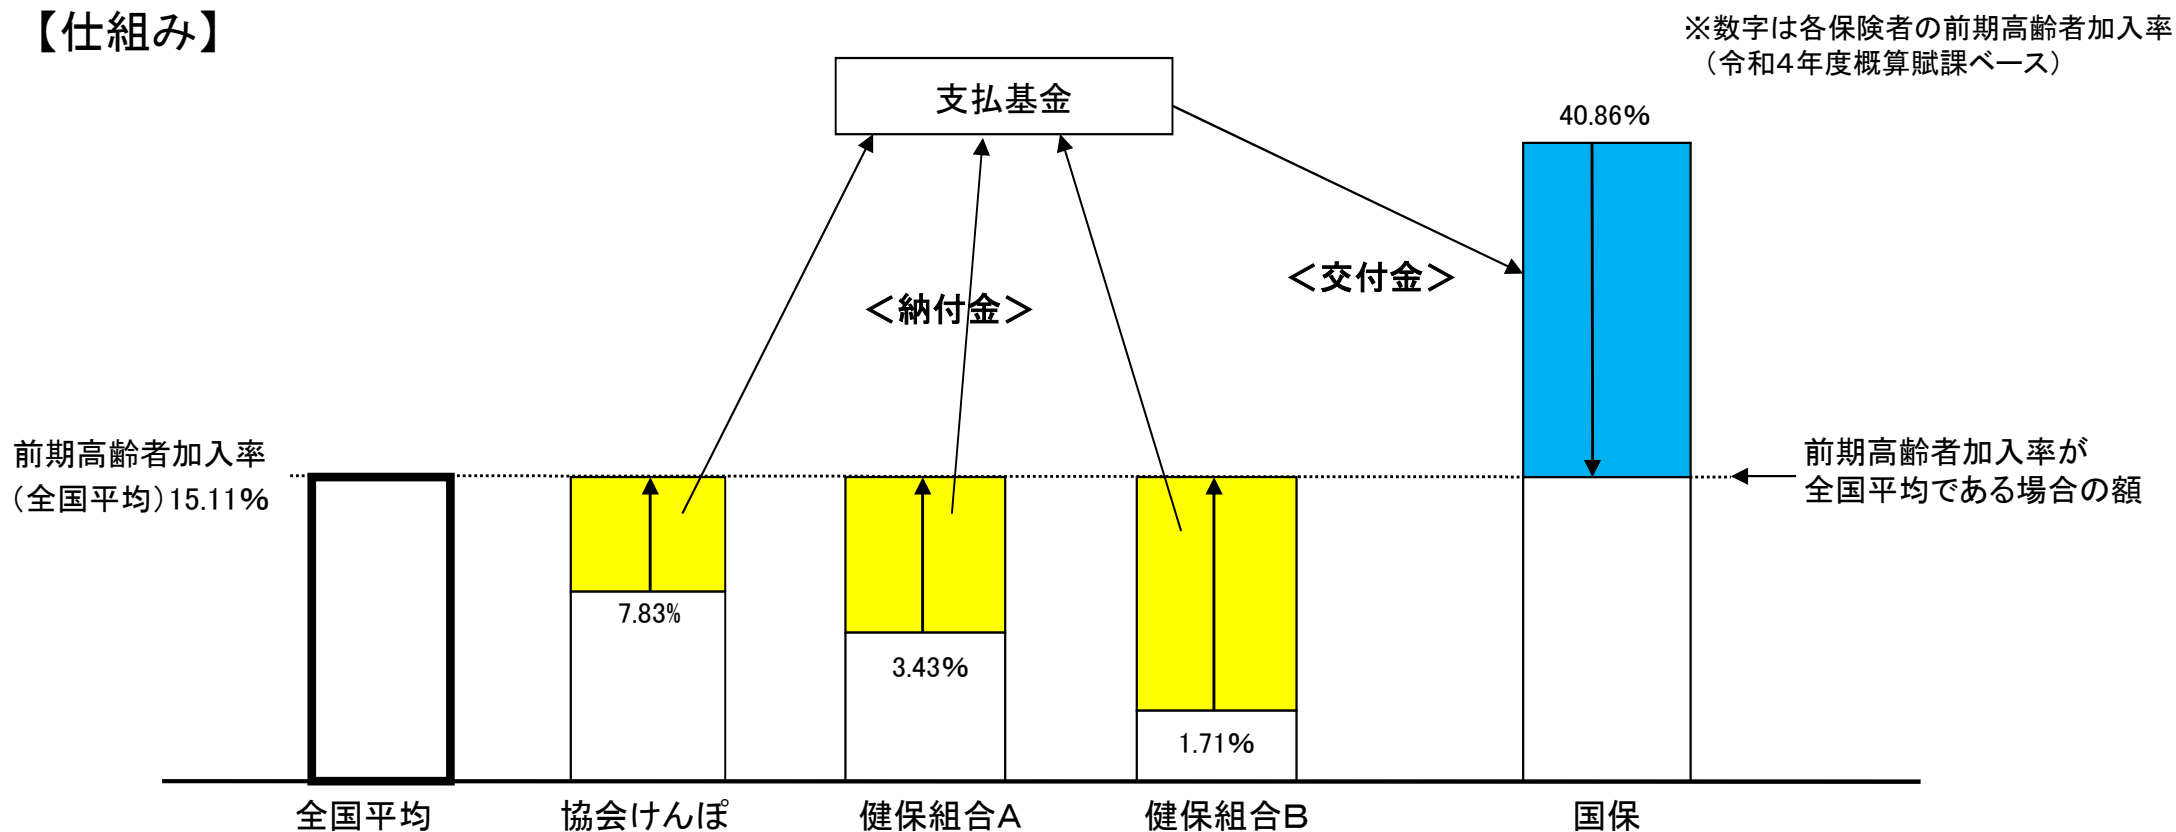 【仕組み】
※数字は各保険者の前期高齢者加入率
（令和４年度概算賦課ベース）
支払基金
40.86％
＜交付金＞
＜納付金＞
前期高齢者加入率
（全国平均）15.11％
前期高齢者加入率が
全国平均である場合の額
7.83%
3.43％
1.71％
全国平均
協会けんぽ
健保組合Ａ
健保組合Ｂ
国保